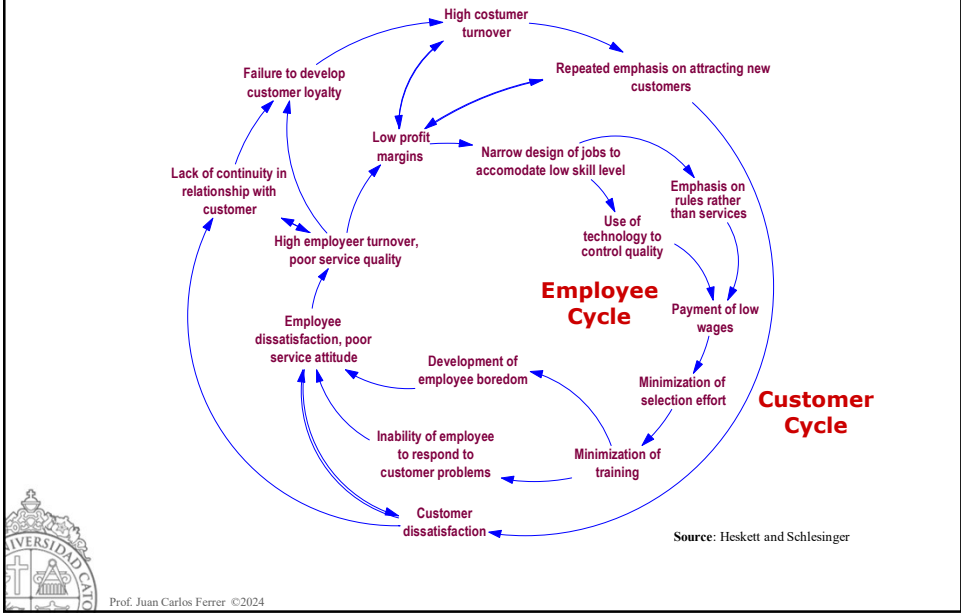 High costumer
turnover
Repeated emphasis on attracting new
customers
Failure to develop
customer loyalty
Low profit
margins
Narrow design of jobs to
accomodate low skill level
Lack of continuity in
relationship with
customer
Emphasis on
rules rather
than services
Use of
technology to
control quality
High employeer turnover,
poor service quality
Employee
Cycle
Payment of low
wages
Employee
dissatisfaction, poor
service attitude
Development of
employee boredom
Minimization of
selection effort
Customer
Cycle
Inability of employee
to respond to
customer problems
Minimization of
training
Customer
dissatisfaction
Source: Heskett and Schlesinger
Prof. Juan Carlos Ferrer ©2024